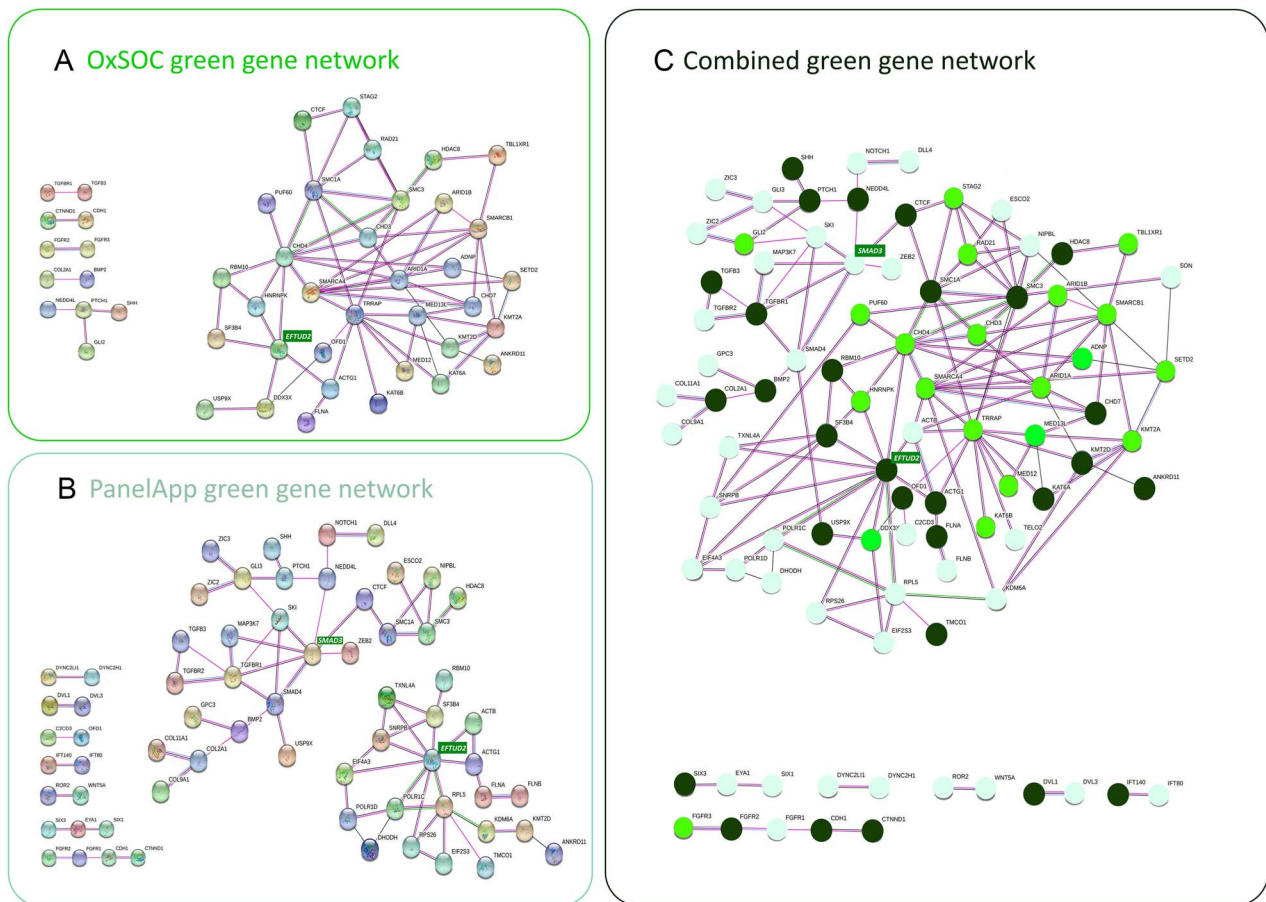 A OxSOC green gene network
STAG2
CTCF
RAD21
HDAC8
TBL1XR1
TGFBR1 TGFB3
PUF60
SMC1A
SMC3
ARID1B
CTNND1 CDH1
CHD3
SMARCB1
FGFR2 FGFR3
CHD4
ADNP
COL2A1 BMP2
RBM10
SMARCA4
ARID1A
SETD2
NEDD4L PTCH1 SHH
HNRNPK
TRRAP
MED13L
CHD7
KMT2A
GLI2
SF3B4
EFTUD2
OFD1
KMT2D
ANKRD11
MED12
ACTG1
KAT6A
USP9X
DDX3X
KAT6B
FLNA
B PanelApp green gene network
NOTCH1
DLL4
ZIC3
SHH
GLI3
PTCH1
NEDD4L
ESCO2
NIPBL
ZIC2
CTCF
HDAC8
SKI
SMC1A
SMC3
TGFB3
MAP3K7
SMAD3
ZEB2
TGFBR2
TGFBR1
DYNC2LI1 DYNC2H1
RBM10
SMAD4
TXNL4A
DVL1 DVL3
GPC3
SF3B4
BMP2
SNRPB
ACTB
C2CD3 OFD1
COL11A1
COL2A1
USP9X
EFTUD2
IFT140 IFT80
EIF4A3
ACTG1
COL9A1
FLNA
FLNB
ROR2 WNT5A
POLR1D
POLR1C
RPL5
SIX3 EYA1 SIX1
KDM6A
KMT2D
DHODH
RPS26
EIF2S3
TMCO1
ANKRD11
FGFR2 FGFR1 CDH1 CTNND1
C Combined green gene network
NOTCH1
DLL4
SHH
ZIC3
GLI3
PTCH1
NEDD4L
STAG2
ESCO2
CTCF
ZIC2
GLI2
SKI
RAD21
NIPBL
HDAC8
TBL1XR1
MAP3K7
SMAD3
ZEB2
TGFB3
SMC1A
SMC3
ARID1B
SON
TGFBR2
TGFBR1
PUF60
CHD3
SMARCB1
CHD4
GPC3
SMAD4
RBM10
ADNP
SETD2
COL11A1
COL2A1
BMP2
SMARCA4
ARID1A
HNRNPK
CHD7
COL9A1
ACTB
TRRAP
MED13L
KMT2A
TXNL4A
SF3B4
KMT2D
EFTUD2
ANKRD11
SNRPB
OFD1
ACTG1
MED12
KAT6A
USP9X
DDX3X
C2CD3
FLNA
KAT6B
TELO2
POLR1C
EIF4A3
POLR1D
FLNB
DHODH
RPL5
KDM6A
RPS26
EIF2S3
TMCO1
SIX3 EYA1 SIX1 DYNC2LI1 DYNC2H1 ROR2 WNT5A DVL1 DVL3 IFT140 IFT80
FGFR3 FGFR2 FGFR1 CDH1 CTNND1